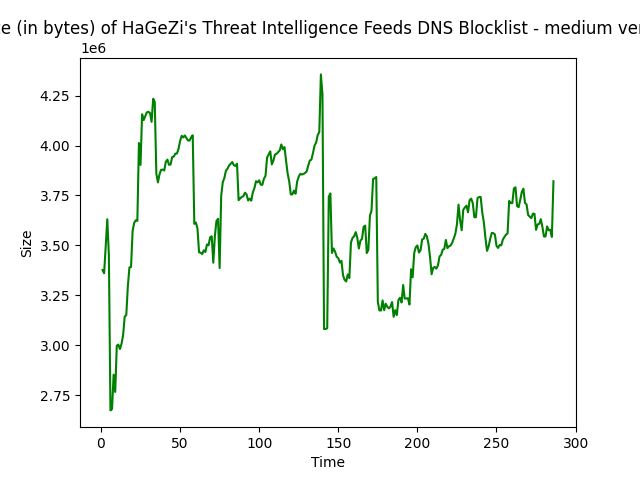 e (in bytes) of HaGeZi's Threat Intelligence Feeds DNS Blocklist - medium ver
1e6
4.25
4.00
3.75
3.50
3.25
3.00
2.75
Size
0 50 100 150 200 250 300
Time